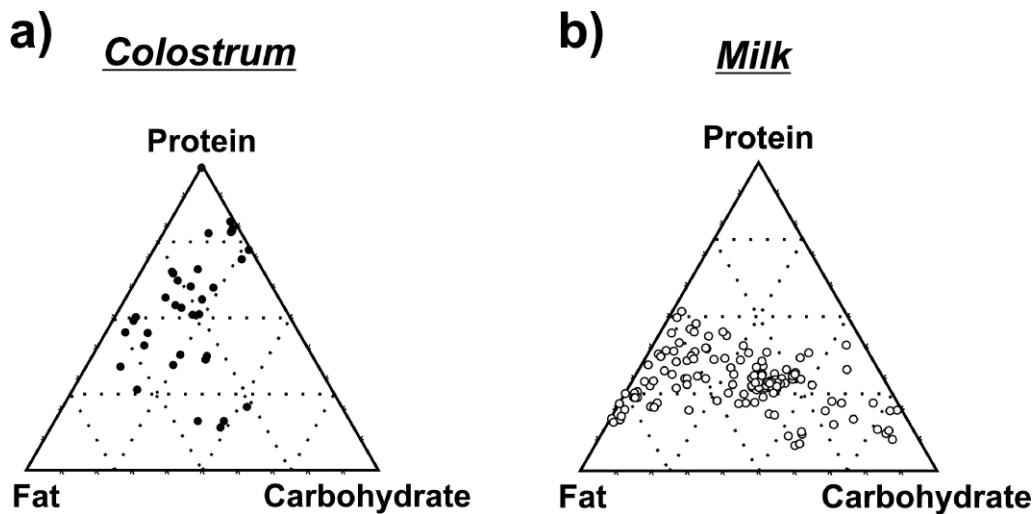 a)
Colostrum
Protein
Fat
Carbohydrate
b)
Milk
Protein
Fat
Carbohydrate